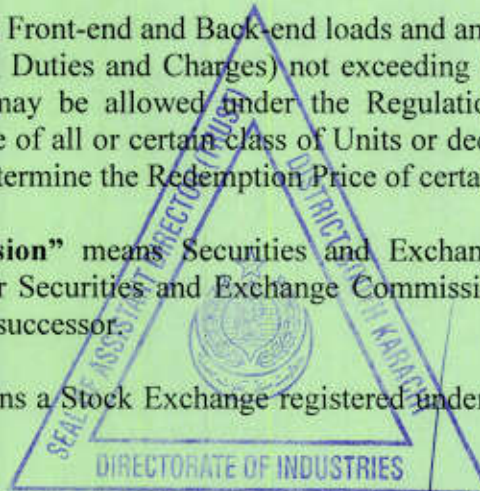 Front-end and Back-end loads and an
Duties and Charges) not exceeding
may be allowed under the Regulation
e of all or certain class of Units or dec
termine the Redemption Price of certa
sion” means Securities and Exchan
r Securities and Exchange Commissi
successor.
ns a Stock Exchange registered under
SEAL OF ASSISTANT DIRECTOR (TRUST)
DISTRICT SOUTH KARACHI
DIRECTORATE OF INDUSTRIES